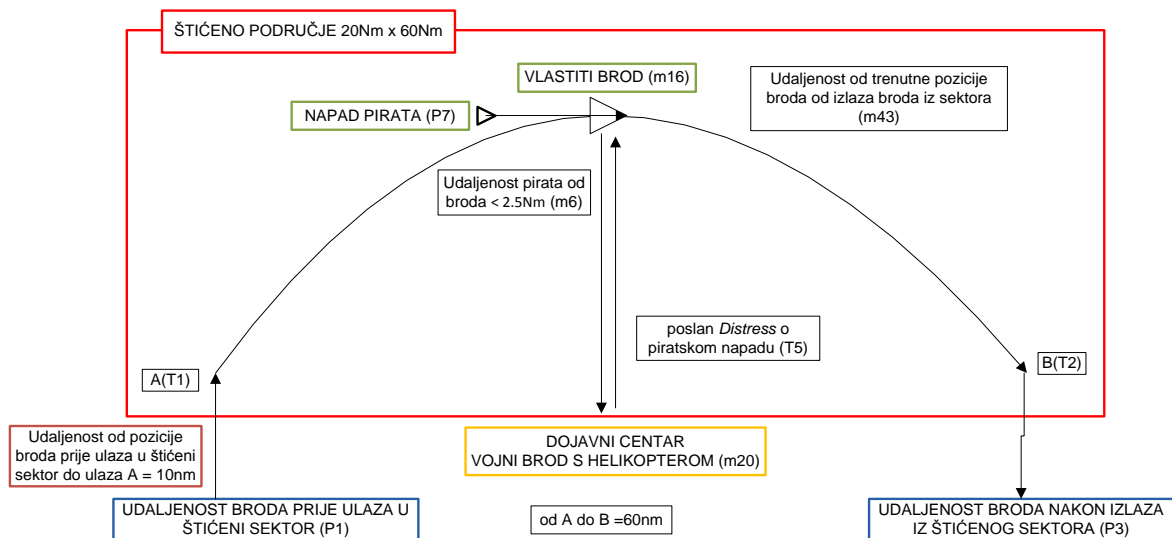 ŠTIĆENO PODRUČJE 20Nm x 60Nm
VLASTITI BROD (m16)
NAPAD PIRATA (P7)
Udaljenost od trenutne pozicije
broda od izlaza broda iz sektora
(m43)
Udaljenost pirata od
broda < 2.5Nm (m6)
poslan Distress o
piratskom napadu (T5)
A(T1)
B(T2)
Udaljenost od pozicije
broda prije ulaza u štićeni
sektor do ulaza A = 10nm
DOJAVNI CENTAR
VOJNI BROD S HELIKOPTEROM (m20)
UDALJENOST BRODA PRIJE ULAZA U
ŠTIĆENI SEKTOR (P1)
od A do B =60nm
UDALJENOST BRODA NAKON IZLAZA
IZ ŠTIĆENOG SEKTORA (P3)